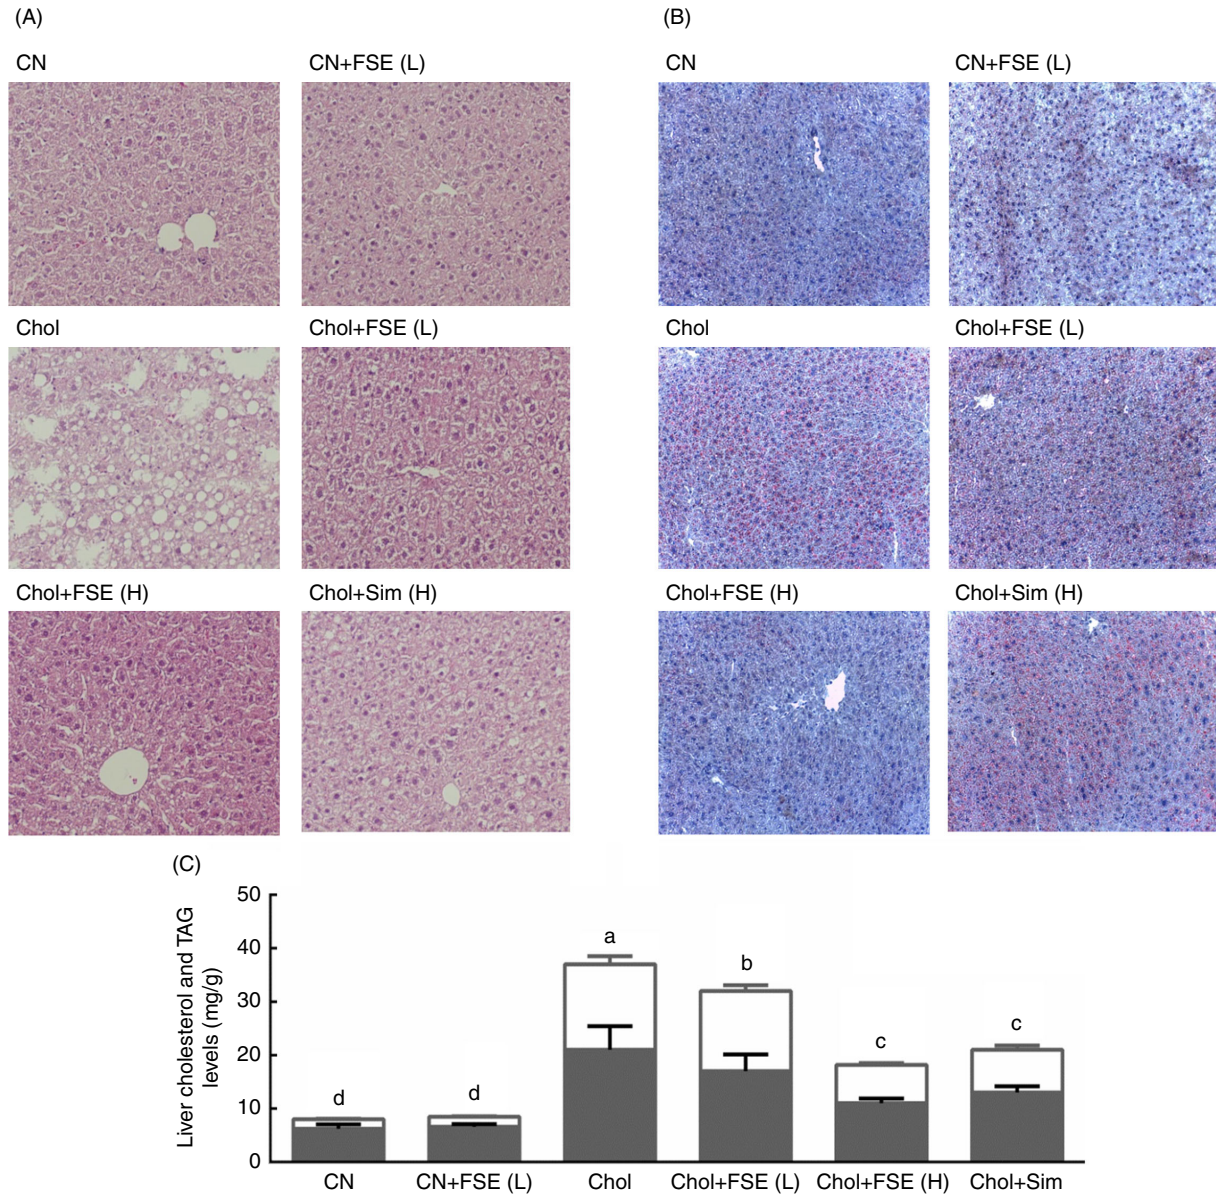 (A)
(B)
CN
CN+FSE (L)
CN
CN+FSE (L)
Chol
Chol+FSE (L)
Chol
Chol+FSE (L)
Chol+FSE (H)
Chol+Sim (H)
Chol+FSE (H)
Chol+Sim (H)
(C)
Liver cholesterol and TAG
levels (mg/g)
50
40
30
20
10
0
d
d
a
b
c
c
CN
CN+FSE (L)
Chol
Chol+FSE (L)
Chol+FSE (H)
Chol+Sim